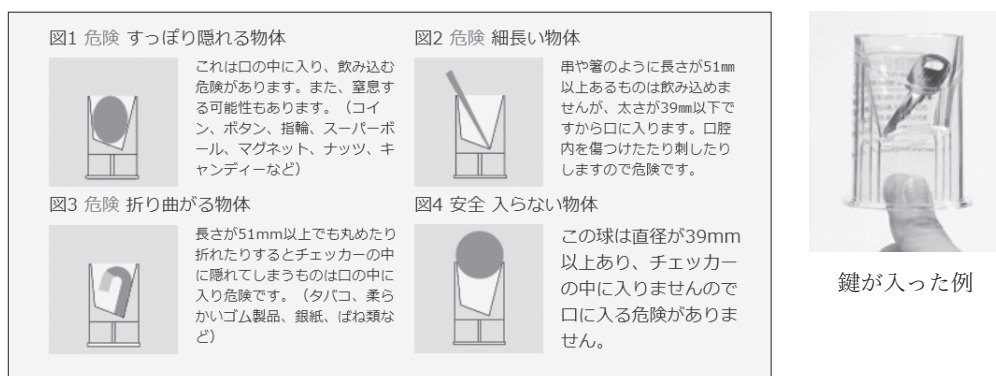 図1 危険 すっぽり隠れる物体
これは口の中に入り、飲み込む
危険があります。また、窒息す
る可能性もあります。（コイ
ン、ボタン、指輪、スーパーボ
ール、マグネット、ナッツ、キ
ャンディーなど）
図2 危険 細長い物体
串や箸のように長さが51㎜
以上あるものは飲み込めま
せんが、太さが39㎜以下で
すから口に入ります。口腔
内を傷つけたたり刺したり
しますので危険です。
図3 危険 折り曲がる物体
長さが51mm以上でも丸めたり
折れたりするとチェッカーの中
に隠れてしまうものは口の中に
入り危険です。（タバコ、柔ら
かいゴム製品、銀紙、ばね類な
ど）
図4 安全 入らない物体
この球は直径が39mm
以上あり、チェッカー
の中に入りませんので
口に入る危険がありま
せん。
鍵が入った例